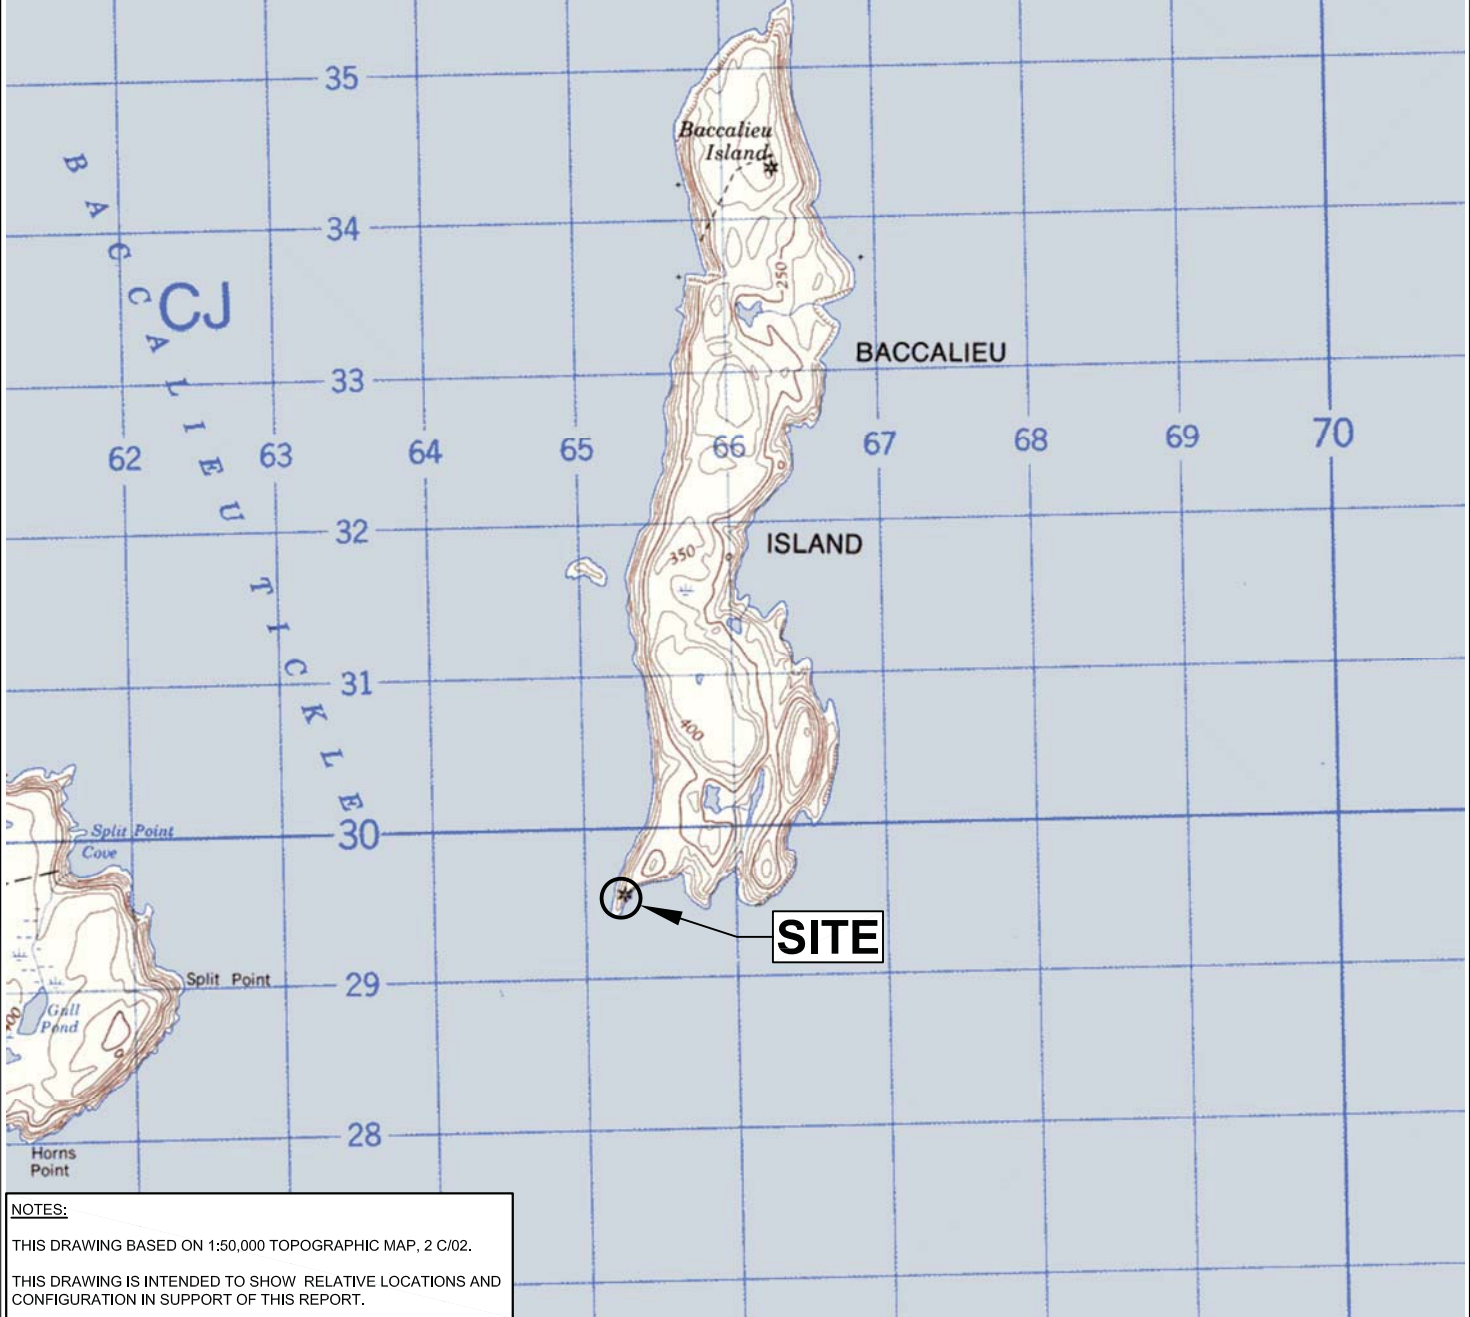 35
Baccalieu
Island
34
250
CJ
BACCALIEU TICKLE
BACCALIEU
33
62
63
64
65
66
67
68
69
70
32
ISLAND
350
31
400
30
Split Point
Cove
SITE
29
Split Point
Gull
Pond
28
Horns
Point
NOTES:
THIS DRAWING BASED ON 1:50,000 TOPOGRAPHIC MAP, 2 C/02.
THIS DRAWING IS INTENDED TO SHOW RELATIVE LOCATIONS AND
CONFIGURATION IN SUPPORT OF THIS REPORT.